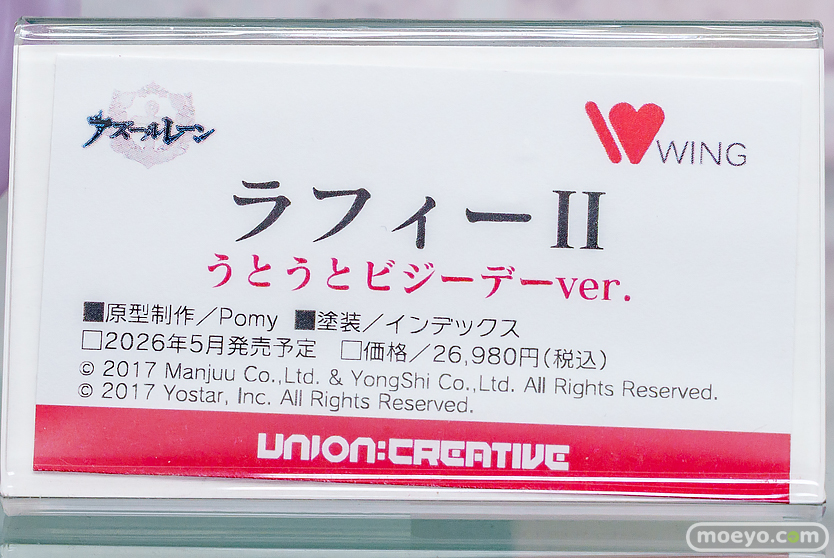 アズールレーン
WING
ラフィーII
うとうとビジーデーver.
■原型制作／Pomy ■塗装／インデックス
□2026年5月発売予定 □価格／26,980円(税込)
© 2017 Manjuu Co.,Ltd. & YongShi Co.,Ltd. All Rights Reserved.
© 2017 Yostar, Inc. All Rights Reserved.
UNION:CREATIVE
moeyo.com